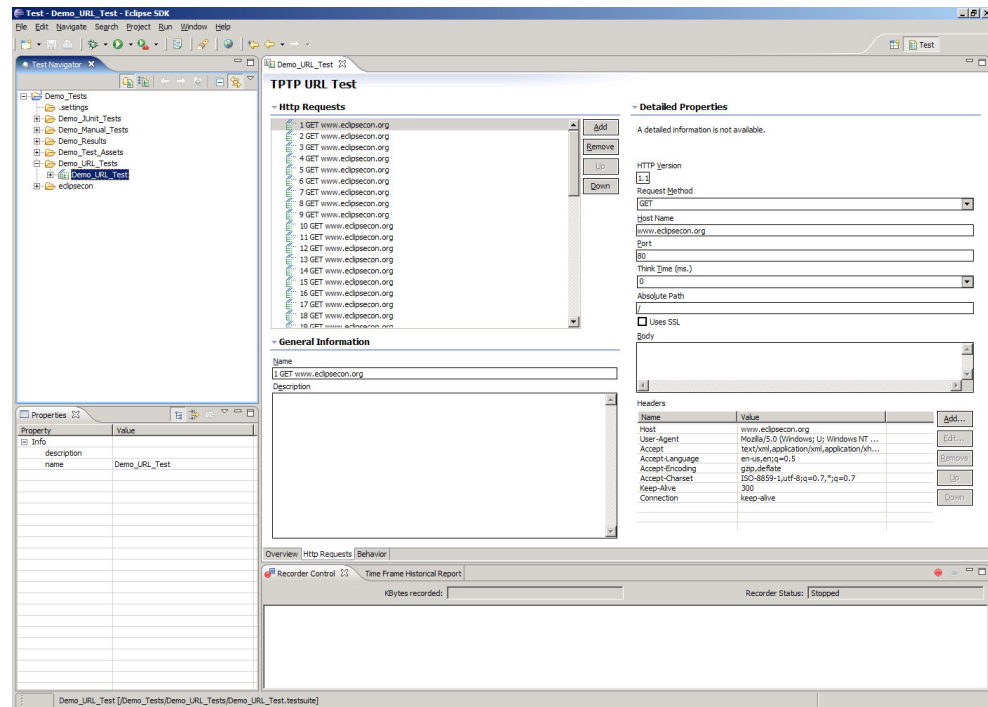 Test - Demo_URL_Test - Eclipse SDK
File Edit Navigate Search Project Run Window Help
Test
Test Navigator
Demo_Tests
.settings
Demo_JUnit_Tests
Demo_Manual_Tests
Demo_Results
Demo_Test_Assets
Demo_URL_Tests
Demo_URL_Test
eclipsecon
Demo_URL_Test
TPTP URL Test
Http Requests
1 GET www.eclipsecon.org
2 GET www.eclipsecon.org
3 GET www.eclipsecon.org
4 GET www.eclipsecon.org
5 GET www.eclipsecon.org
6 GET www.eclipsecon.org
7 GET www.eclipsecon.org
8 GET www.eclipsecon.org
9 GET www.eclipsecon.org
10 GET www.eclipsecon.org
11 GET www.eclipsecon.org
12 GET www.eclipsecon.org
13 GET www.eclipsecon.org
14 GET www.eclipsecon.org
15 GET www.eclipsecon.org
16 GET www.eclipsecon.org
17 GET www.eclipsecon.org
18 GET www.eclipsecon.org
19 GET www.eclipsecon.org
Add
Remove
Up
Down
General Information
Name
1 GET www.eclipsecon.org
Description
Detailed Properties
A detailed information is not available.
HTTP Version
1.1
Request Method
GET
Host Name
www.eclipsecon.org
Port
80
Think Time (ms.)
0
Absolute Path
/
Uses SSL
Body
Headers
Name Value
Host www.eclipsecon.org
User-Agent Mozilla/5.0 (Windows; U; Windows NT ...
Accept text/xml,application/xml,application/xh...
Accept-Language en-us,en;q=0.5
Accept-Encoding gzip,deflate
Accept-Charset ISO-8859-1,utf-8;q=0.7,*;q=0.7
Keep-Alive 300
Connection keep-alive
Add...
Edit...
Remove
Up
Down
Overview Http Requests Behavior
Properties
Property Value
Info
description
name Demo_URL_Test
Recorder Control Time Frame Historical Report
KBytes recorded: Recorder Status: Stopped
Demo_URL_Test [/Demo_Tests/Demo_URL_Tests/Demo_URL_Test.testsuite]